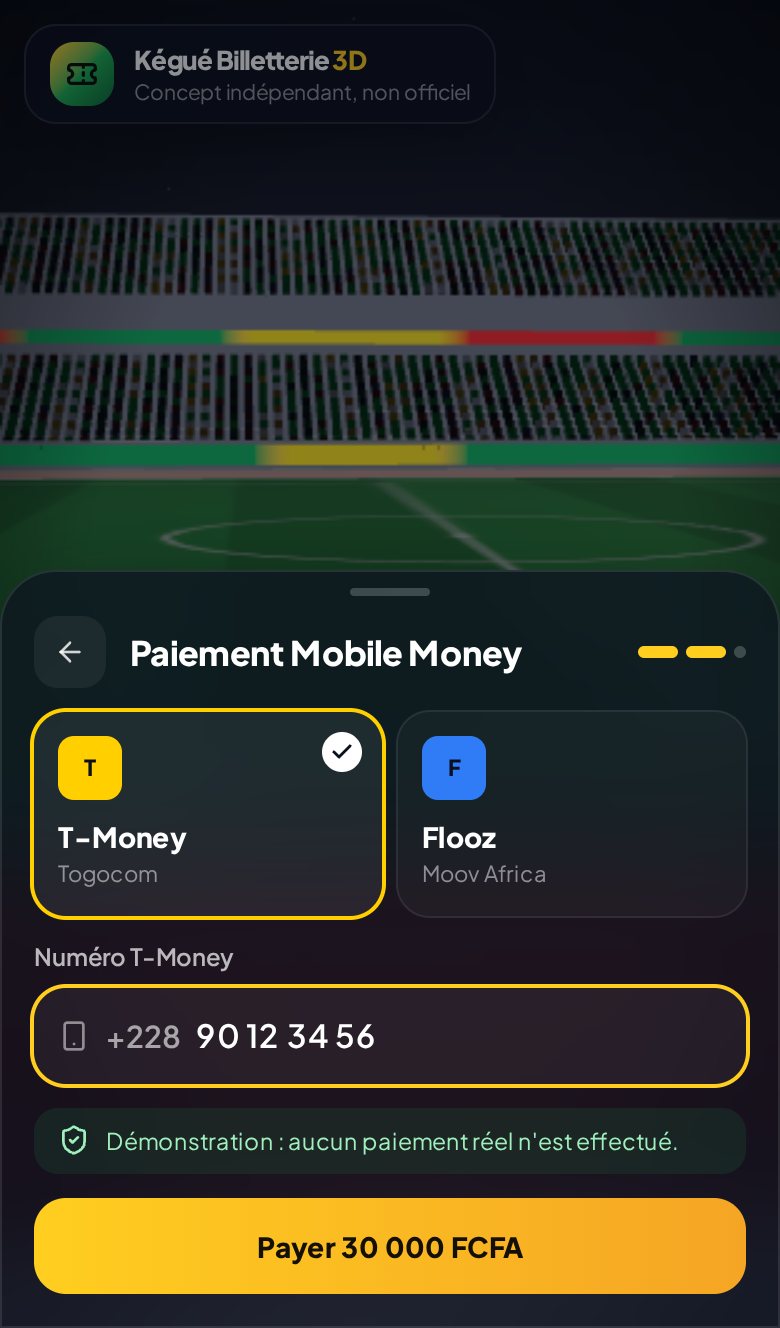 Kégué Billetterie 3D
Concept indépendant, non officiel
Paiement Mobile Money
T
F
T-Money
Flooz
Togocom
Moov Africa
Numéro T-Money
+228 90 12 34 56
Démonstration : aucun paiement réel n'est effectué.
Payer 30 000 FCFA